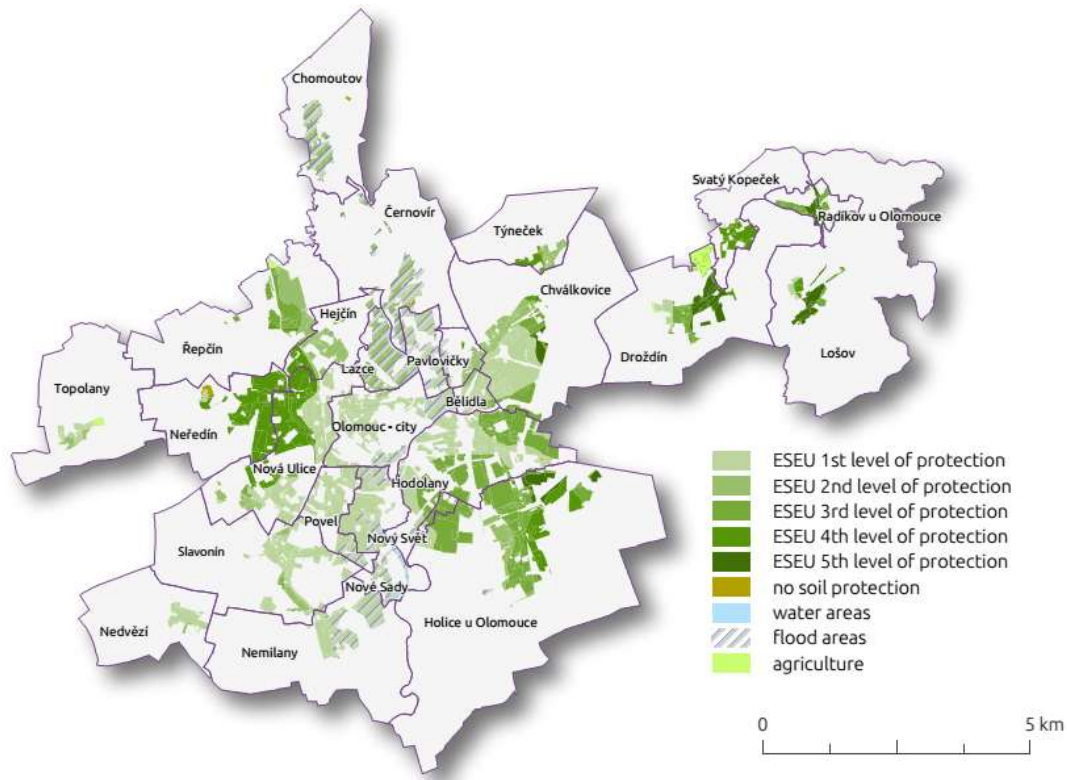 Chomoutov
Svatý Kopeček
Černovír
Radíkov u Olomouce
Týneček
Chválkovice
Hejčín
Řepčín
Droždín
Lošov
Pavlovičky
Lazce
Topolany
Bělidla
Neředín
Olomouc - city
Nová Ulice
Hodolany
Povel
Nový Svět
Slavonín
Nové Sady
Holice u Olomouce
Nedvězí
Nemilany
ESEU 1st level of protection
ESEU 2nd level of protection
ESEU 3rd level of protection
ESEU 4th level of protection
ESEU 5th level of protection
no soil protection
water areas
flood areas
agriculture
0 5 km